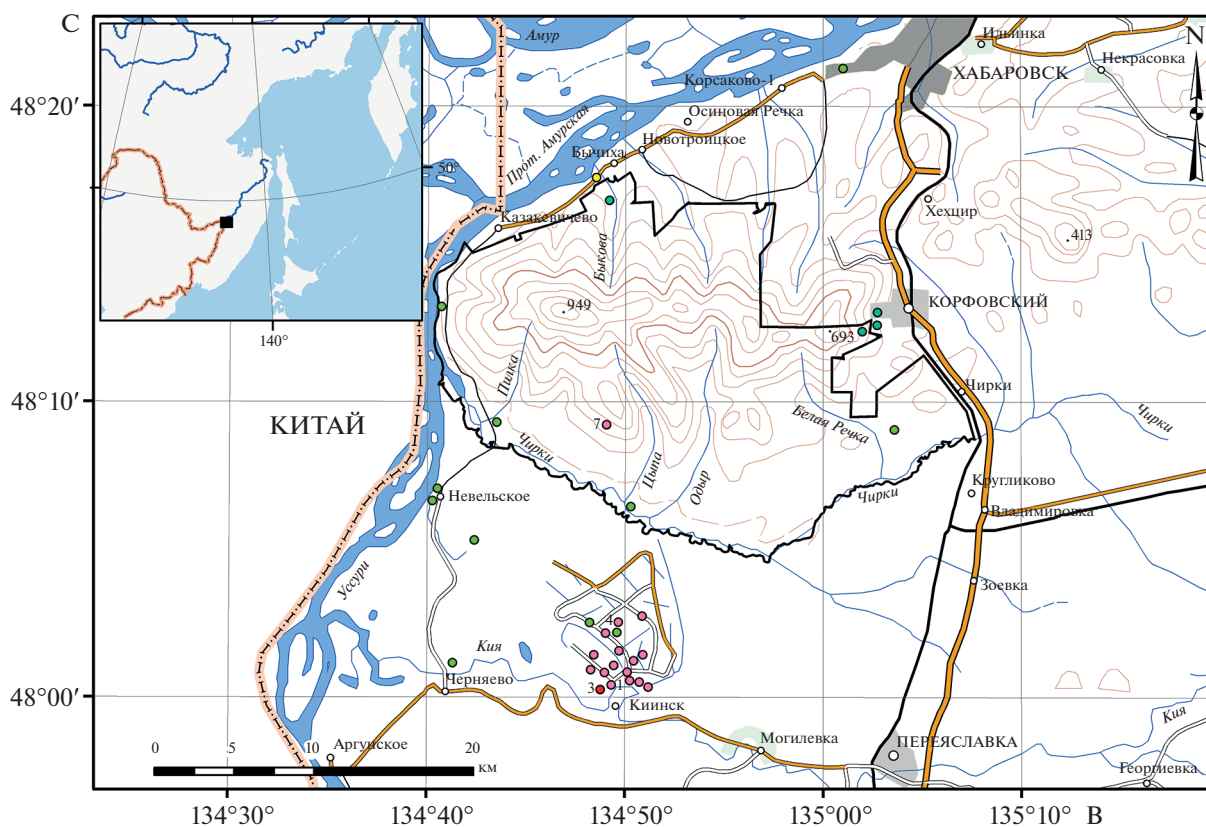 С
Амур
Ильинка
N
Некрасовка
ХАБАРОВСК
Корсаково-1
48°20′
Осиновая Речка
Прот. Амурская
Новотроицкое
Бычиха
50°
Хехцир
Казакевичево
413
Быкова
949
КОРФОВСКИЙ
693
140°
Пилка
Чирки
48°10′
КИТАЙ
7
Белая Речка
Чирки
Чирки
Цыпа
Одыр
Чирки
Невельское
Кругликово
Владимировка
Уссури
Зоевка
4
Кия
Черняево
3
1
48°00′
Киинск
Кия
Аргунское
Могилевка
ПЕРЕЯСЛАВКА
Георгиевка
0 5 10 20
км
134°30′ 134°40′ 134°50′ 135°00′ 135°10′ В